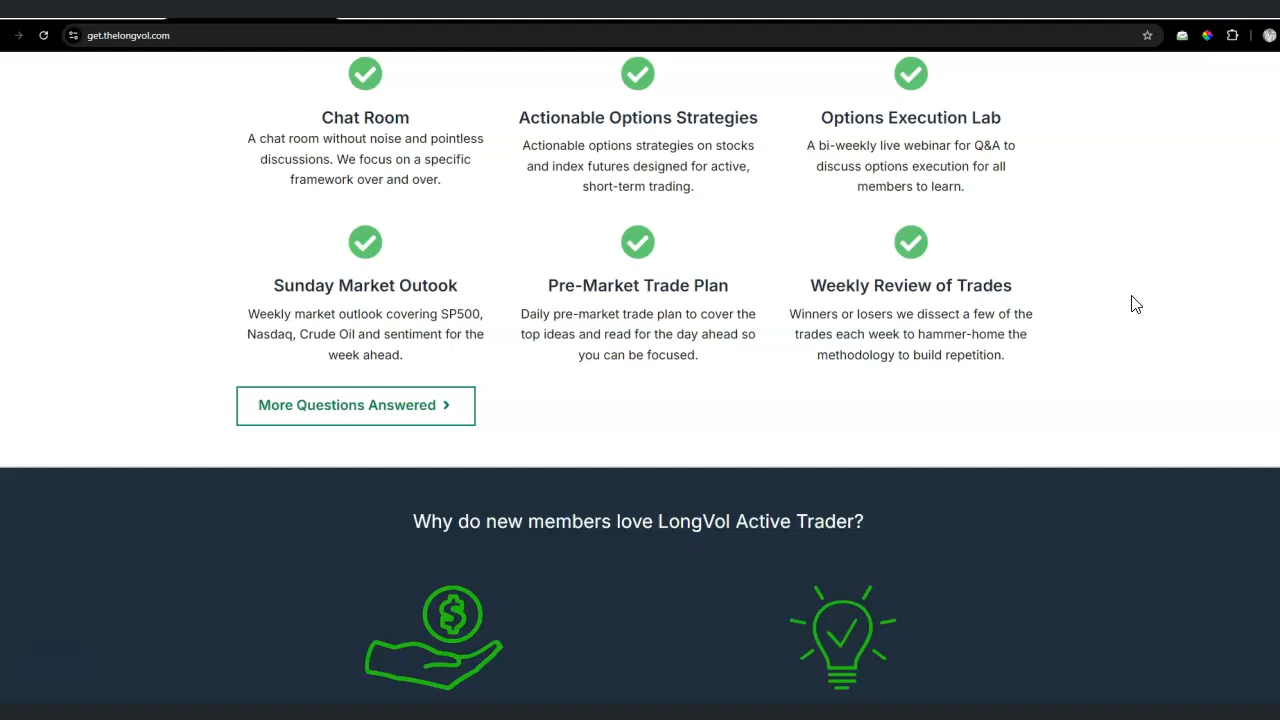 get.thelongvol.com
Chat Room
A chat room without noise and pointless
discussions. We focus on a specific
framework over and over.
Actionable Options Strategies
Actionable options strategies on stocks
and index futures designed for active,
short-term trading.
Options Execution Lab
A bi-weekly live webinar for Q&A to
discuss options execution for all
members to learn.
Sunday Market Outook
Weekly market outlook covering SP500,
Nasdaq, Crude Oil and sentiment for the
week ahead.
Pre-Market Trade Plan
Daily pre-market trade plan to cover the
top ideas and read for the day ahead so
you can be focused.
Weekly Review of Trades
Winners or losers we dissect a few of the
trades each week to hammer-home the
methodology to build repetition.
More Questions Answered
Why do new members love LongVol Active Trader?